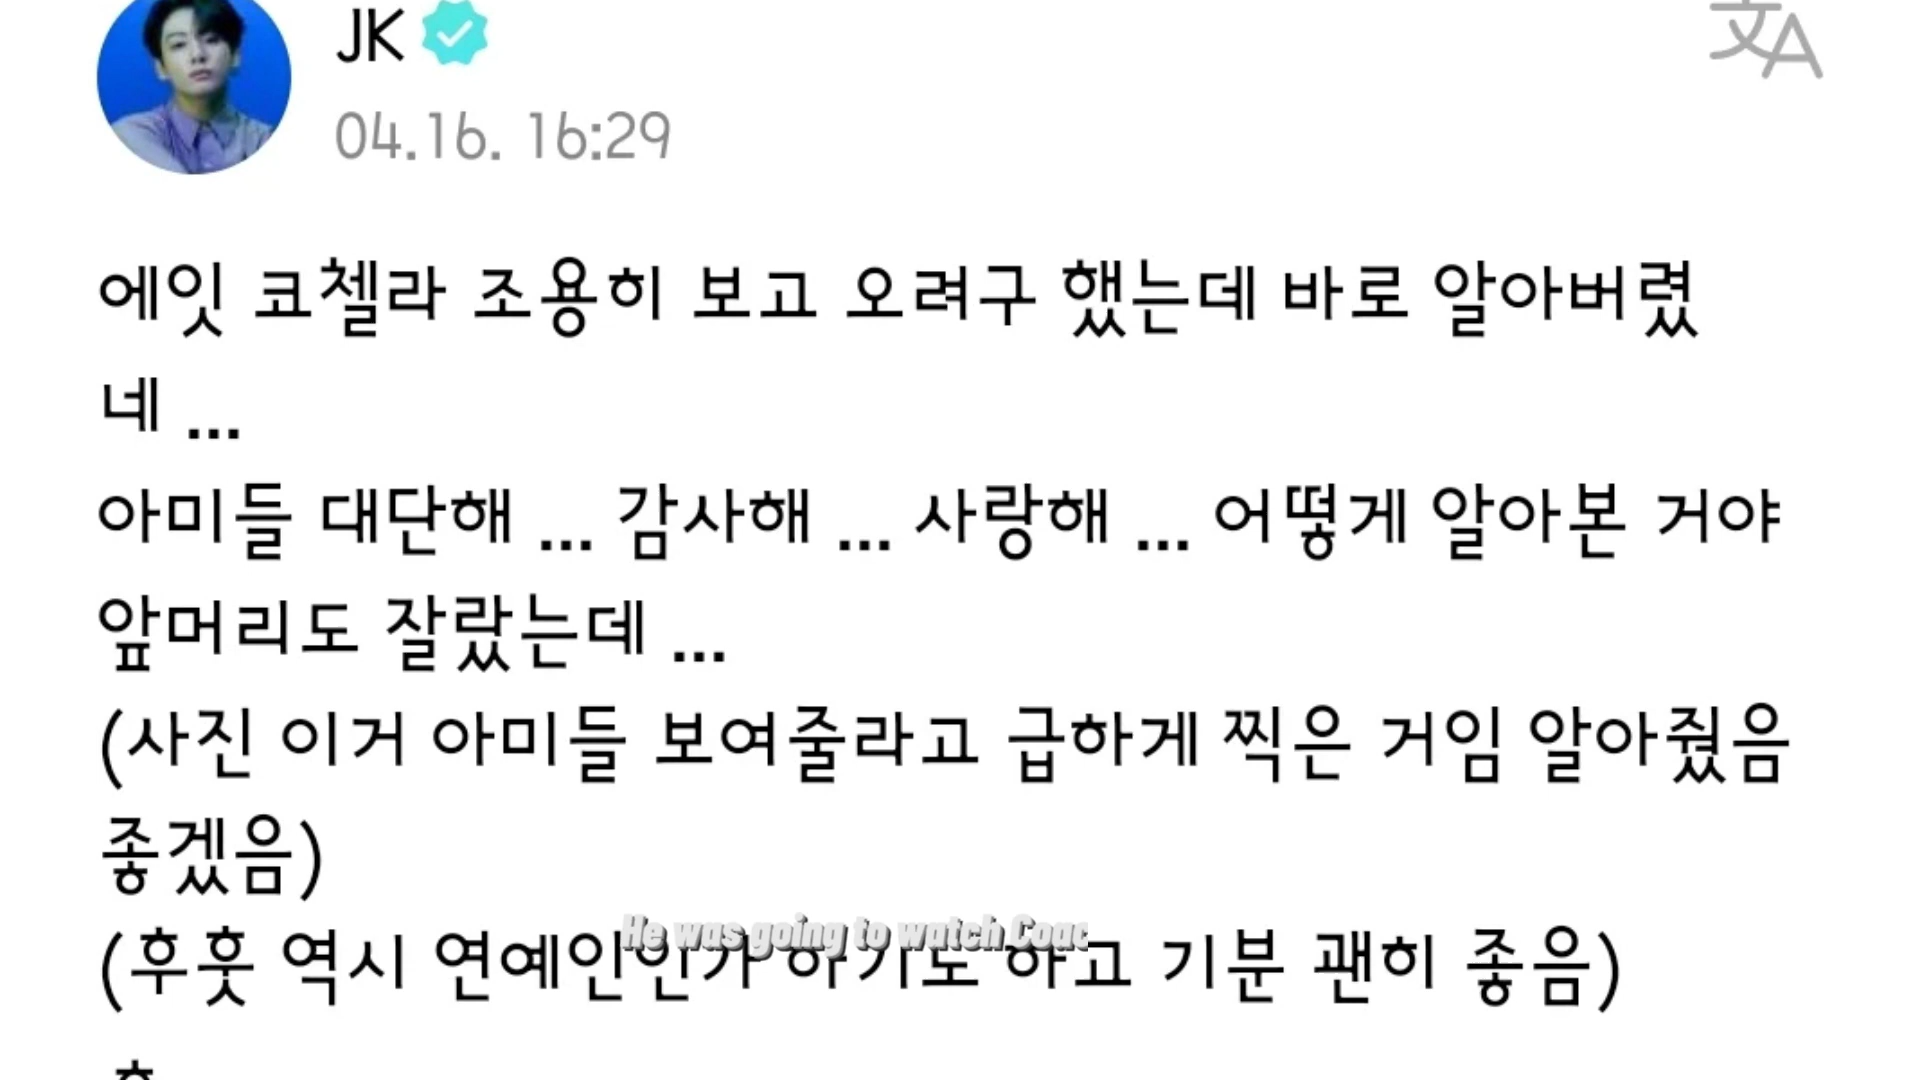 JK
04.16. 16:29
에잇 코첼라 조용히 보고 오려구 했는데 바로 알아버렸
네 ...
아미들 대단해 ... 감사해 ... 사랑해 ... 어떻게 알아본 거야
앞머리도 잘랐는데 ...
(사진 이거 아미들 보여줄라고 급하게 찍은 거임 알아줬음
좋겠음)
(후훗 역시 연예인인가 하기도 하고 기분 괜히 좋음)
He was going to watch